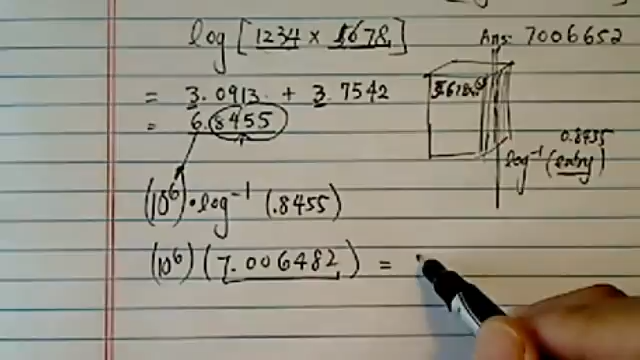 log [ 1234 × 5678 ]
Ans: 7006652
= 3.0913 + 3.7542
= 6.8455
0.8455
log⁻¹ (entry)
(10⁶) · log⁻¹ (.8455)
(10⁶) ( 7.006482 ) =